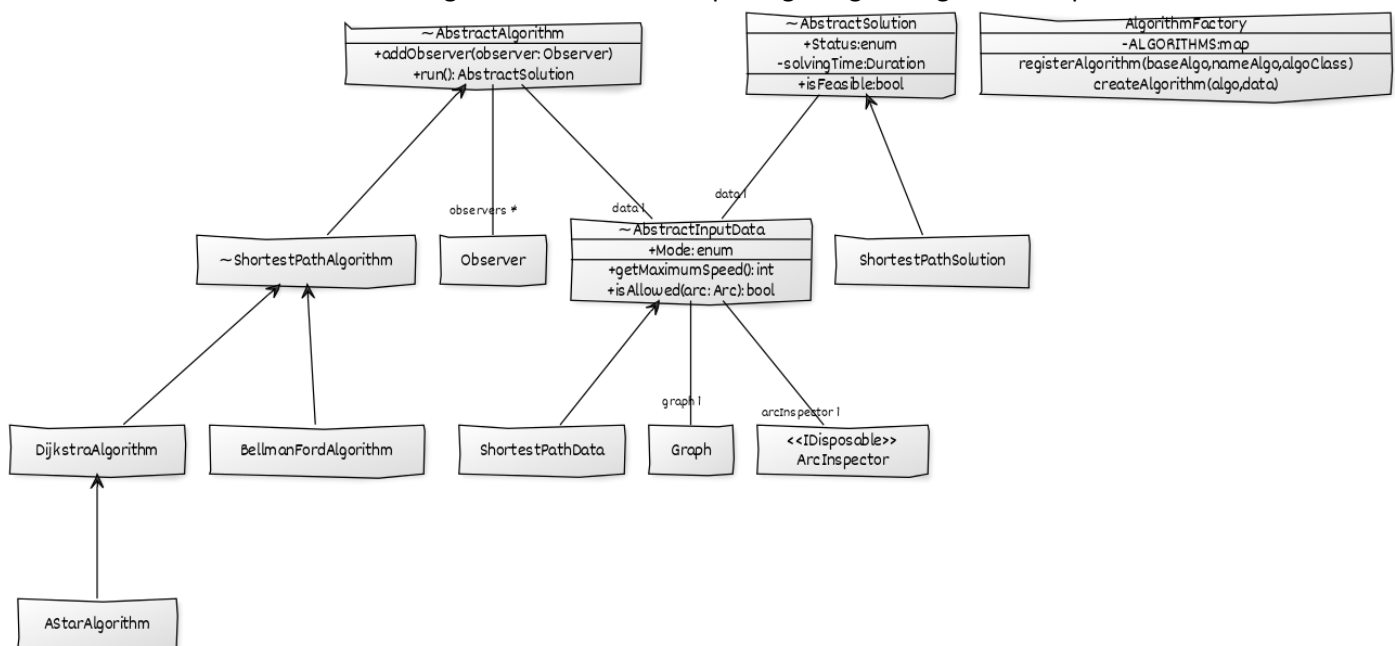 ~AbstractAlgorithm
+addObserver(observer: Observer)
+run(): AbstractSolution
~AbstractSolution
+Status:enum
-solvingTime:Duration
+isFeasible:bool
AlgorithmFactory
-ALGORITHMS:map
registerAlgorithm(baseAlgo,nameAlgo,algoClass)
createAlgorithm(algo,data)
observers *
data 1
data 1
~ShortestPathAlgorithm
Observer
~AbstractInputData
+Mode: enum
+getMaximumSpeed(): int
+isAllowed(arc: Arc): bool
ShortestPathSolution
graph 1
arcInspector 1
DijkstraAlgorithm
BellmanFordAlgorithm
ShortestPathData
Graph
<<IDisposable>>
ArcInspector
AStarAlgorithm